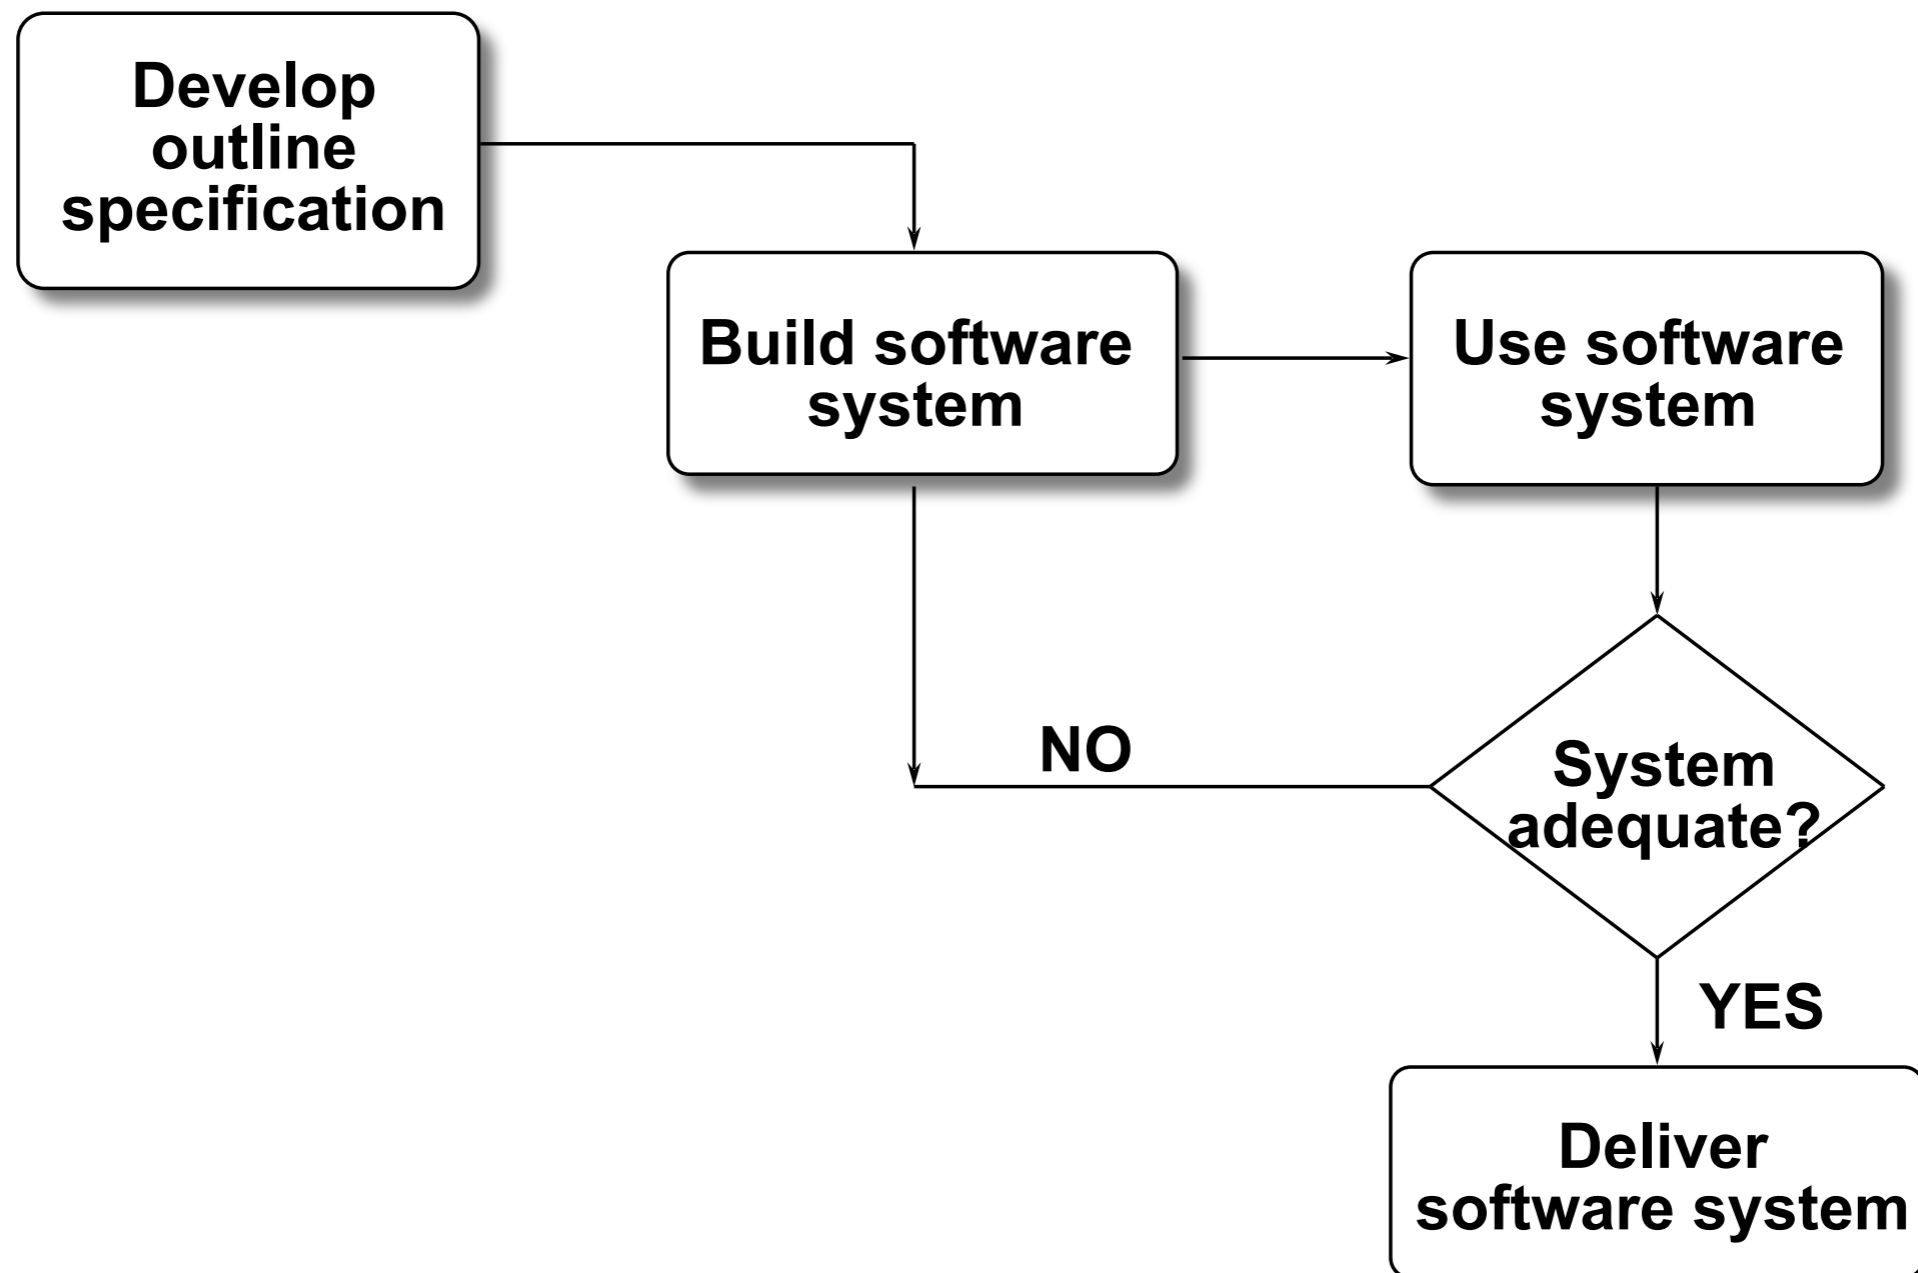 Develop
outline
specification
Build software
system
Use software
system
NO
System
adequate?
YES
Deliver
software system